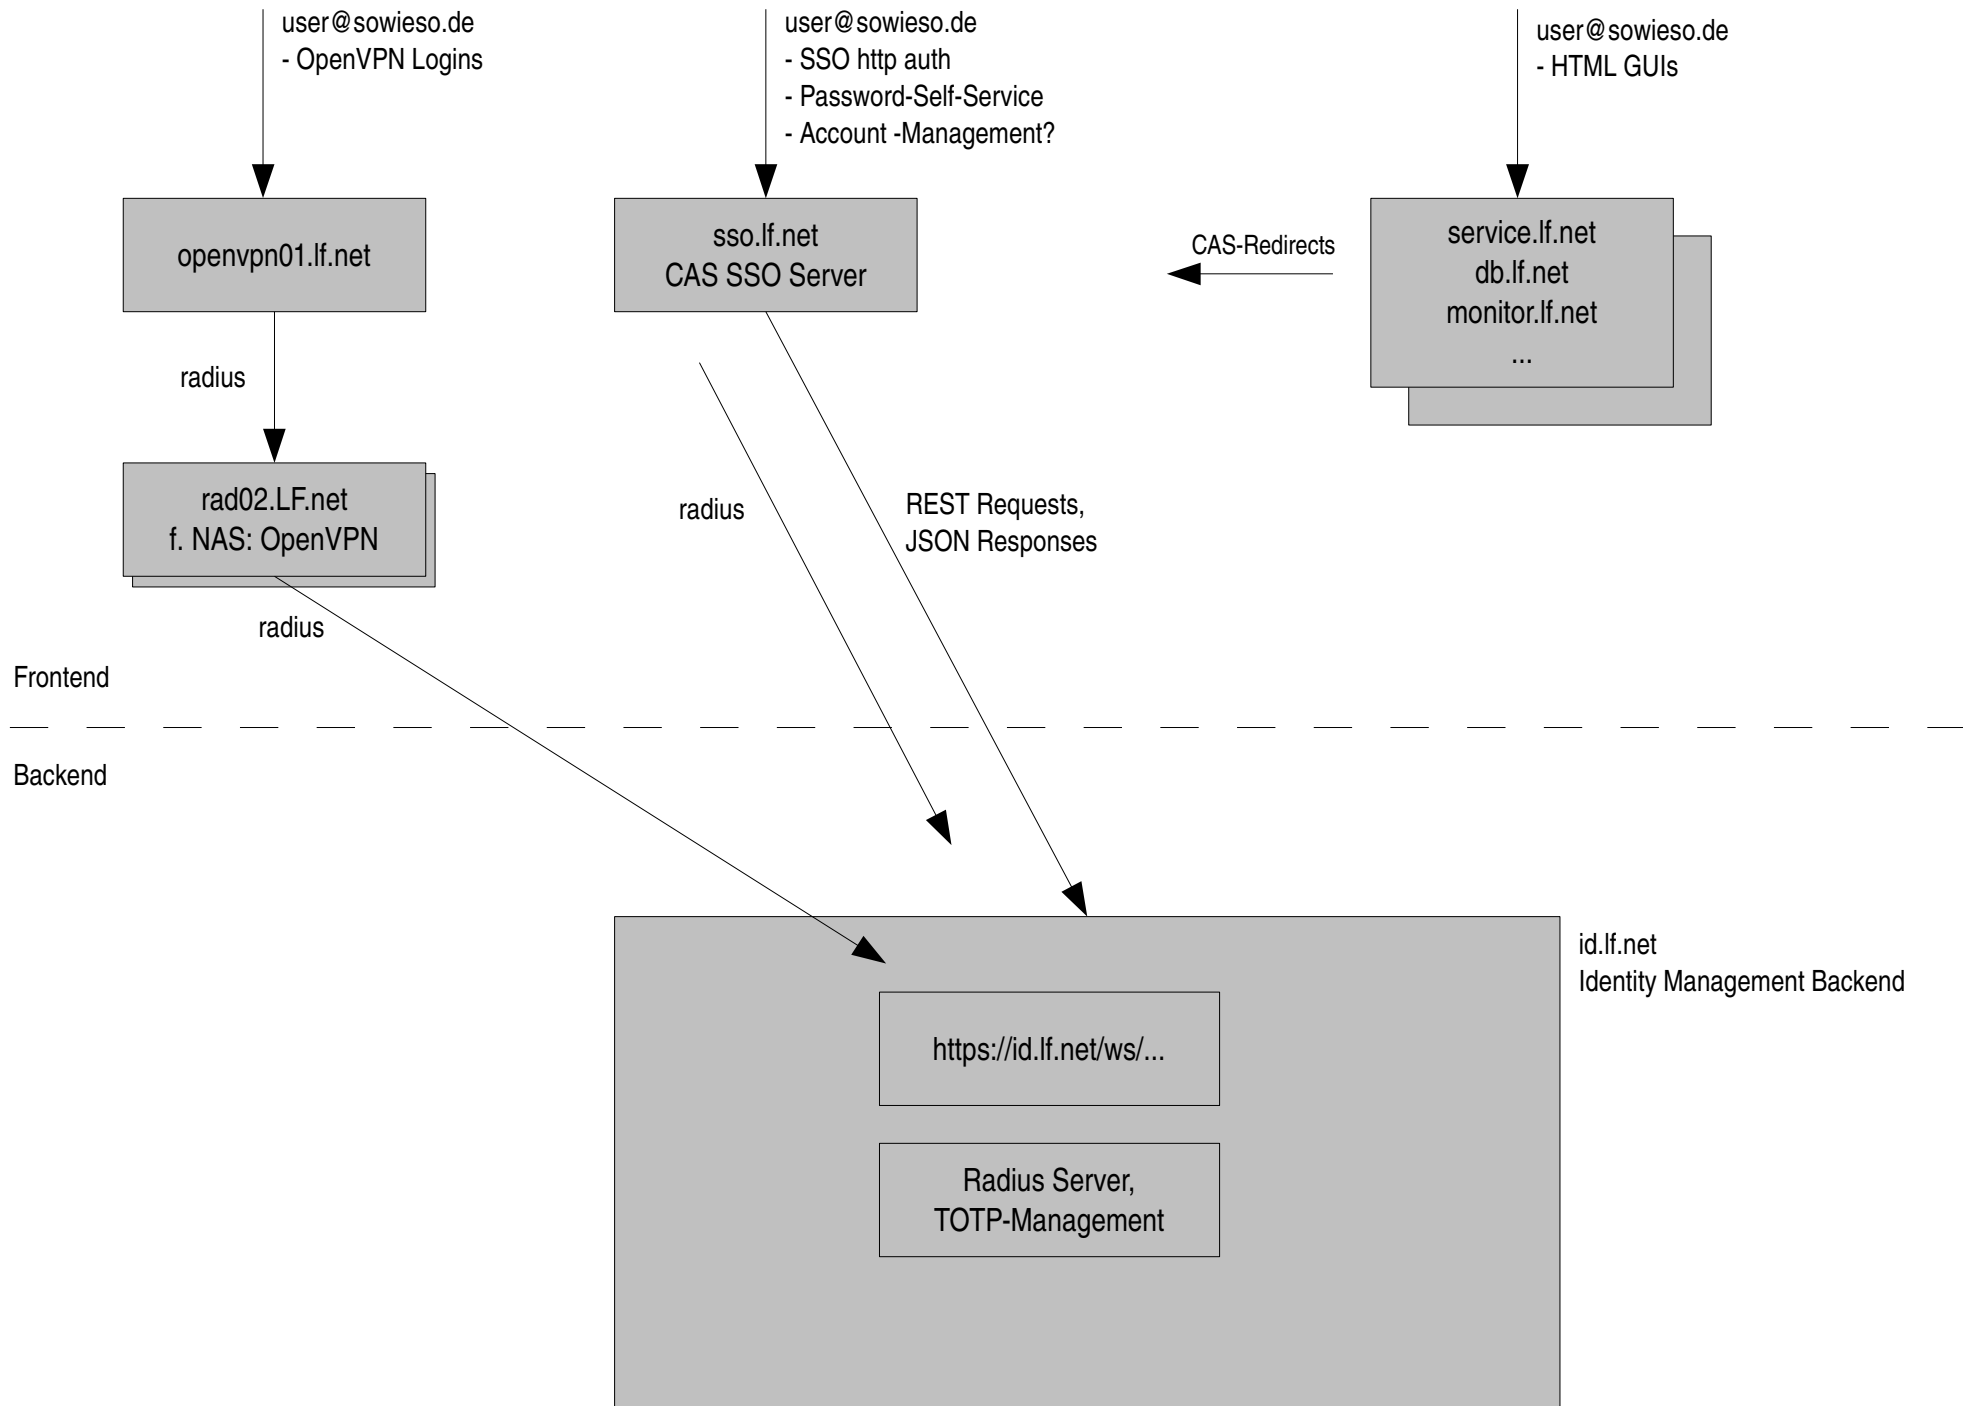 user@sowieso.de
- OpenVPN Logins
user@sowieso.de
- SSO http auth
- Password-Self-Service
- Account -Management?
user@sowieso.de
- HTML GUIs
openvpn01.lf.net
sso.lf.net
CAS SSO Server
CAS-Redirects
service.lf.net
db.lf.net
monitor.lf.net
...
radius
rad02.LF.net
f. NAS: OpenVPN
radius
radius
REST Requests,
JSON Responses
Frontend
Backend
id.lf.net
Identity Management Backend
https://id.lf.net/ws/...
Radius Server,
TOTP-Management